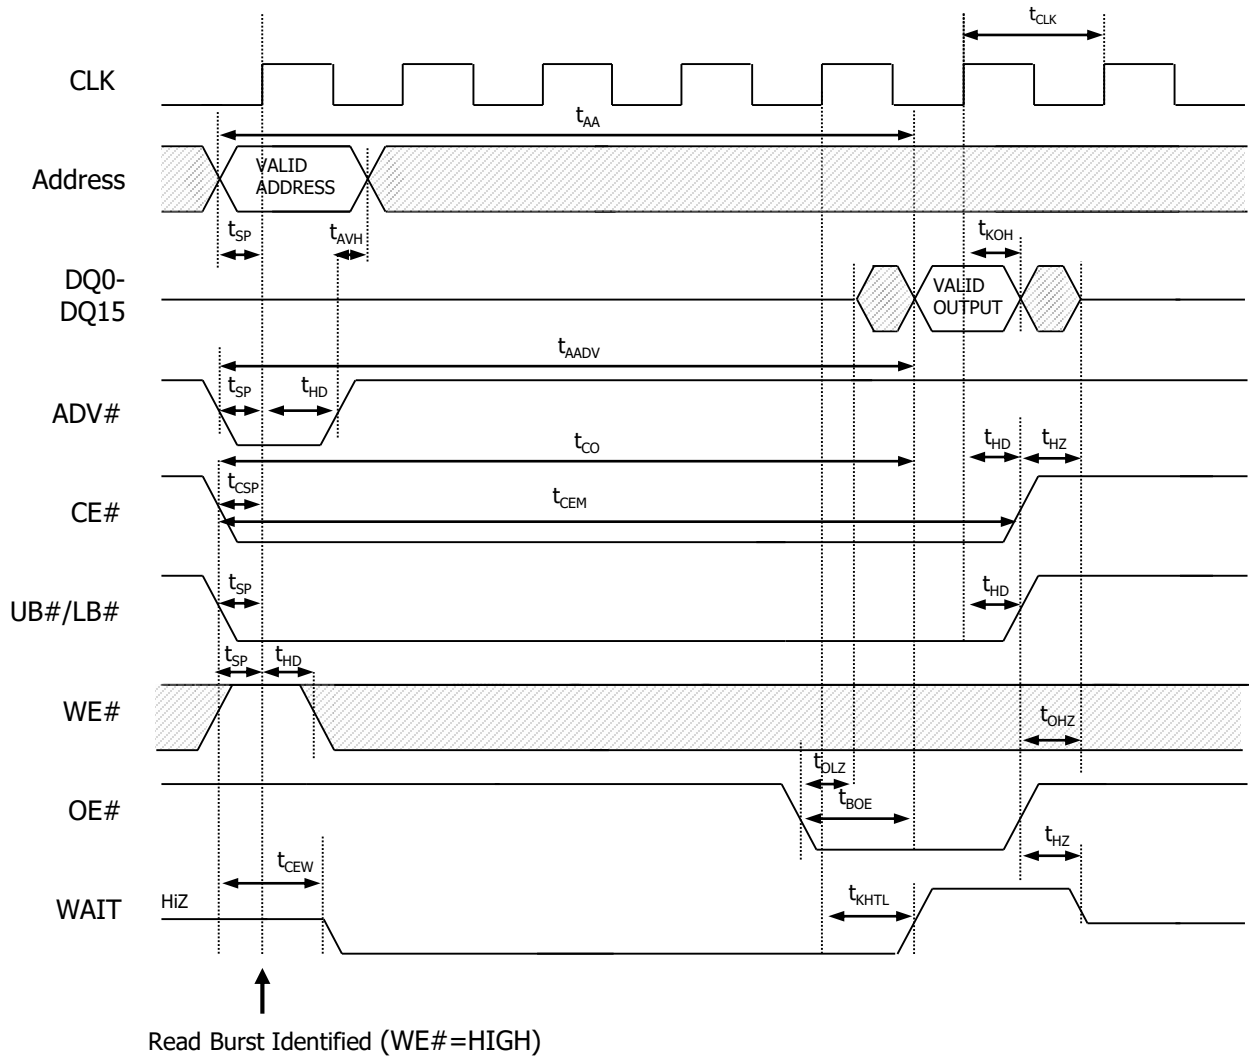 tCLK
CLK
tAA
VALID
ADDRESS
Address
tSP
tAVH
tKOH
DQ0-
DQ15
VALID
OUTPUT
tAADV
tSP
tHD
ADV#
tCO
tHD
tHZ
tCSP
tCEM
CE#
tSP
tHD
UB#/LB#
tSP
tHD
WE#
tOHZ
tOLZ
OE#
tBOE
tHZ
tCEW
HiZ
tKHTL
WAIT
Read Burst Identified (WE#=HIGH)